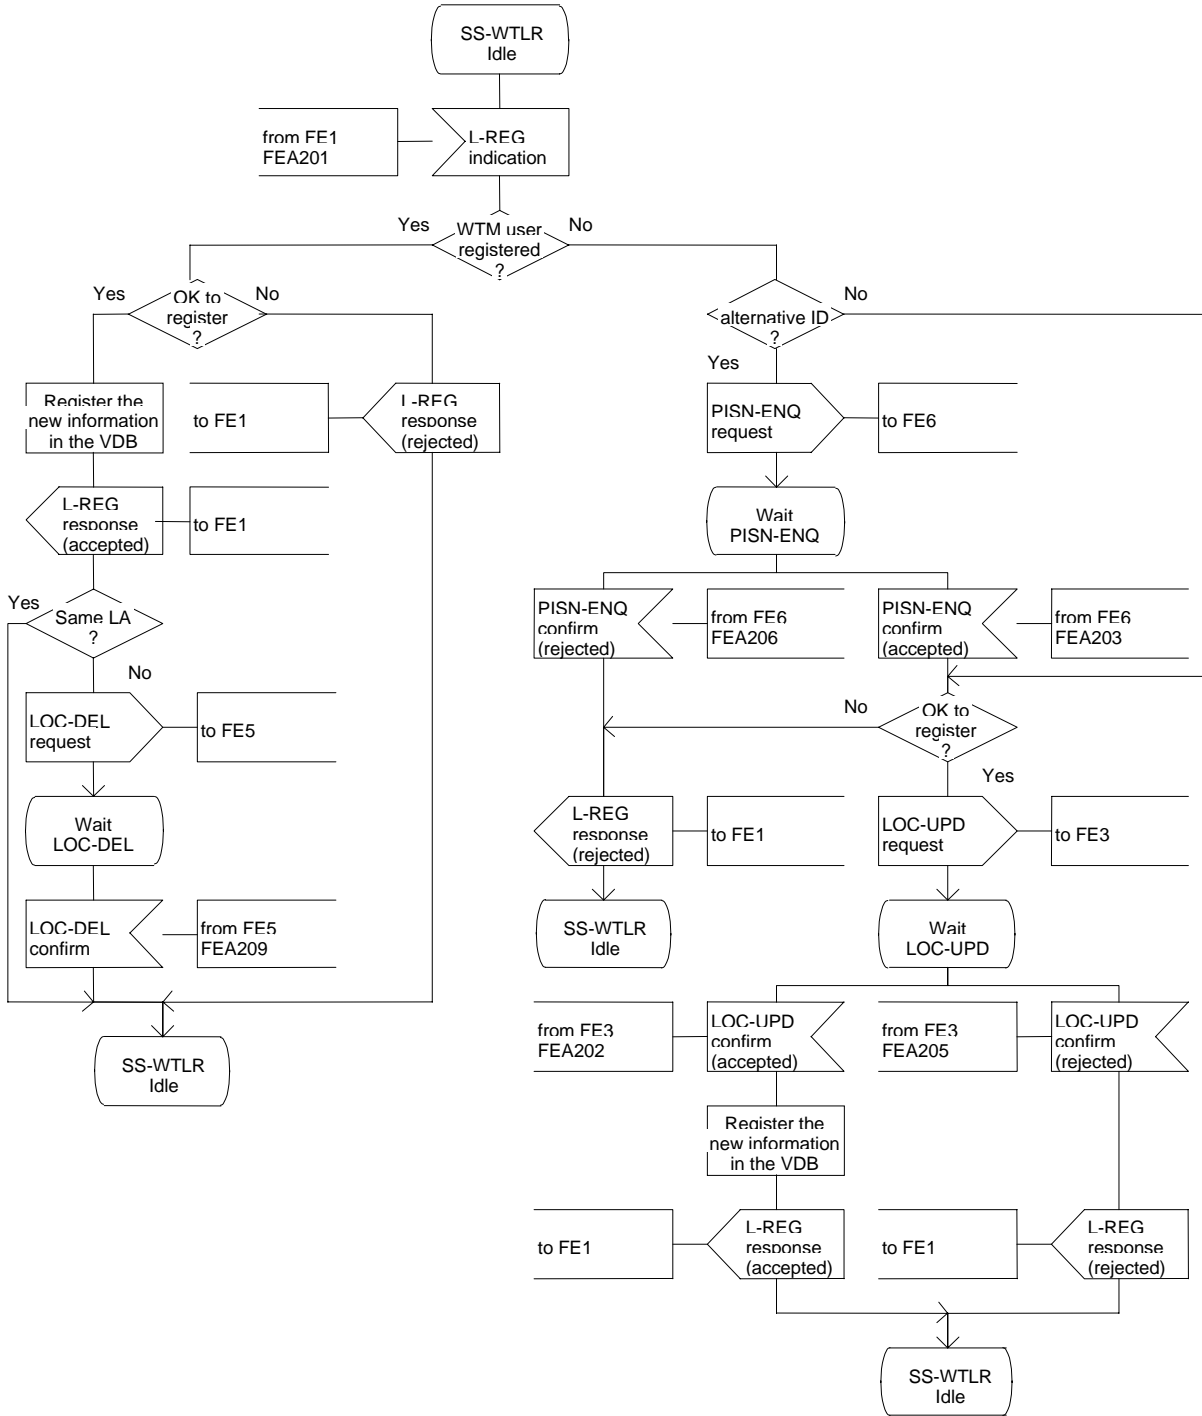 SS-WTLR
Idle
from FE1
FEA201
L-REG
indication
Yes
WTM user
registered
?
No
Yes
OK to
register
?
No
alternative ID
?
No
Yes
Register the
new information
in the VDB
to FE1
L-REG
response
(rejected)
PISN-ENQ
request
to FE6
L-REG
response
(accepted)
to FE1
Wait
PISN-ENQ
Yes
Same LA
?
No
PISN-ENQ
confirm
(rejected)
from FE6
FEA206
PISN-ENQ
confirm
(accepted)
from FE6
FEA203
LOC-DEL
request
to FE5
No
OK to
register
?
Yes
Wait
LOC-DEL
L-REG
response
(rejected)
to FE1
LOC-UPD
request
to FE3
LOC-DEL
confirm
from FE5
FEA209
SS-WTLR
Idle
Wait
LOC-UPD
SS-WTLR
Idle
from FE3
FEA202
LOC-UPD
confirm
(accepted)
from FE3
FEA205
LOC-UPD
confirm
(rejected)
Register the
new information
in the VDB
to FE1
L-REG
response
(accepted)
to FE1
L-REG
response
(rejected)
SS-WTLR
Idle